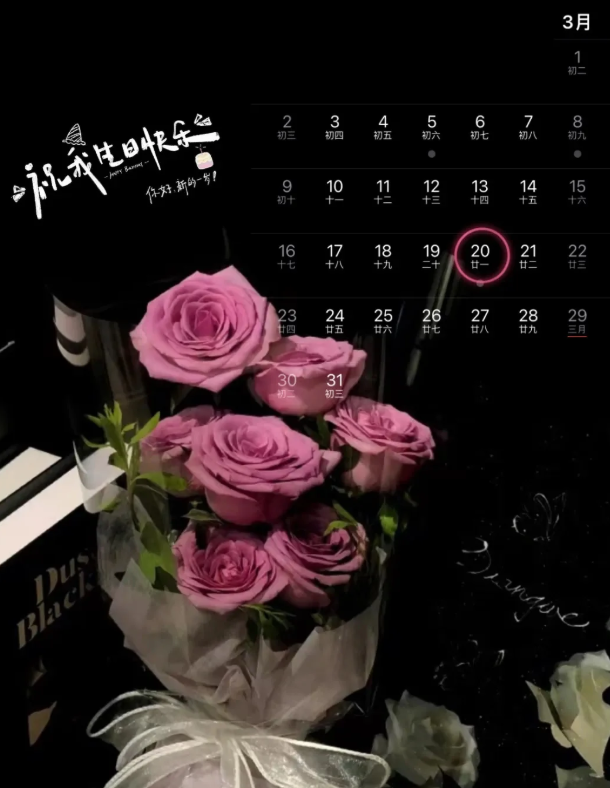 3月
1
初二
祝我生日快乐
- HAPPY BIRTHDAY -
你好.新的一岁!
2 3 4 5 6 7 8
初三 初四 初五 初六 初七 初八 初九
9 10 11 12 13 14 15
初十 十一 十二 十三 十四 十五 十六
16 17 18 19 20 21 22
十七 十八 十九 二十 廿一 廿二 廿三
23 24 25 26 27 28 29
廿四 廿五 廿六 廿七 廿八 廿九 三月
30 31
初二 初三
Dus
Black